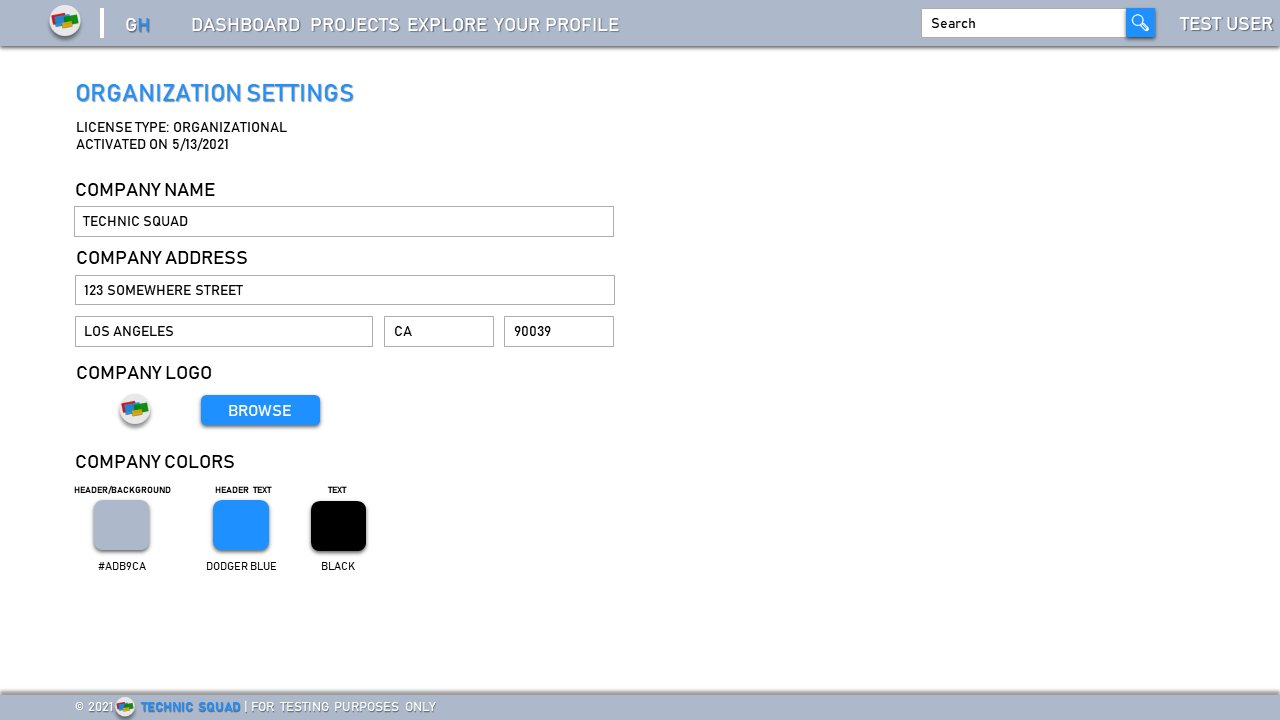 GH DASHBOARD PROJECTS EXPLORE YOUR PROFILE Search TEST USER
ORGANIZATION SETTINGS
LICENSE TYPE: ORGANIZATIONAL
ACTIVATED ON 5/13/2021
COMPANY NAME
TECHNIC SQUAD
COMPANY ADDRESS
123 SOMEWHERE STREET
LOS ANGELES CA 90039
COMPANY LOGO
BROWSE
COMPANY COLORS
HEADER/BACKGROUND HEADER TEXT TEXT
#ADB9CA DODGER BLUE BLACK
© 2021 TECHNIC SQUAD | FOR TESTING PURPOSES ONLY